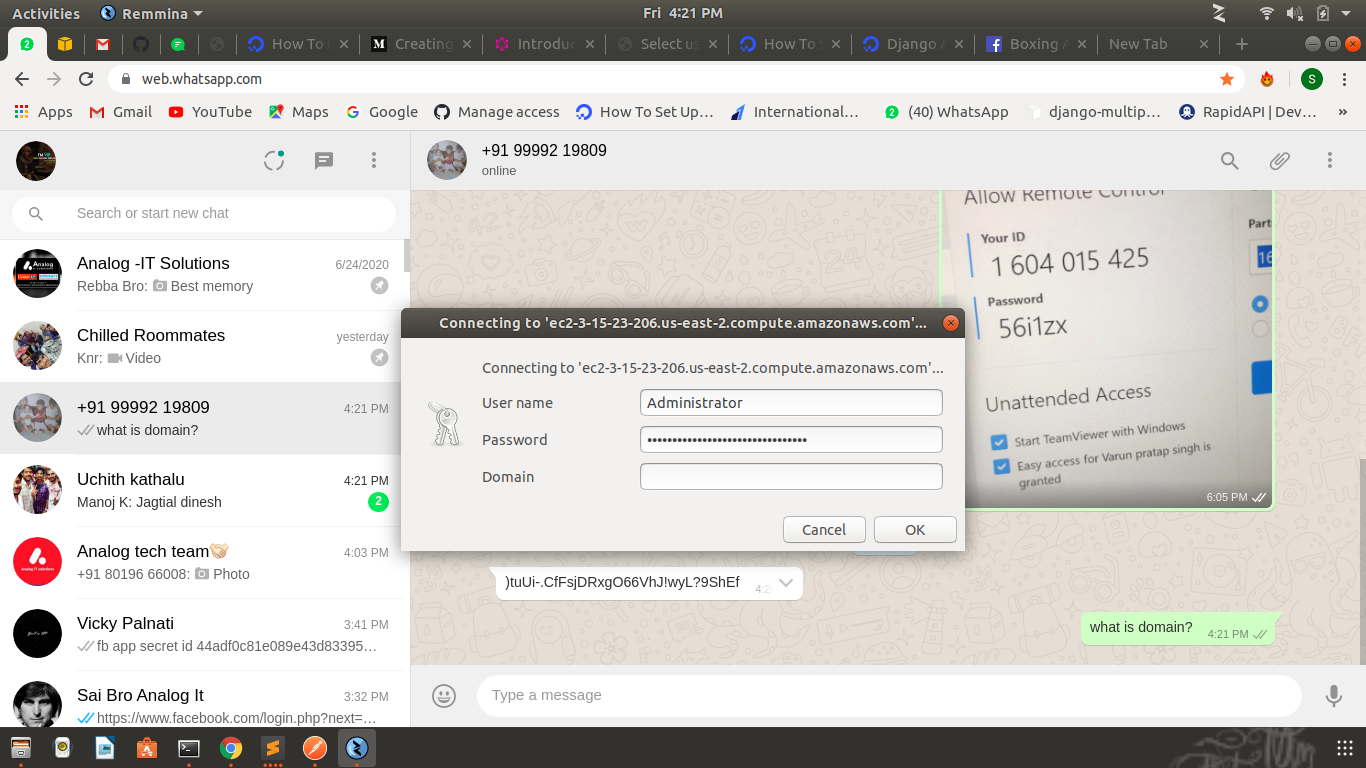 Activities
Remmina
Fri 4:21 PM
How To
Creating
Introduc
Select us
How To S
Django A
Boxing A
New Tab
web.whatsapp.com
S
Apps
Gmail
YouTube
Maps
Google
Manage access
How To Set Up…
International…
(40) WhatsApp
django-multip…
RapidAPI | Dev…
»
+91 99992 19809
online
Search or start new chat
Analog -IT Solutions
6/24/2020
Rebba Bro: Best memory
Chilled Roommates
yesterday
Knr: Video
+91 99992 19809
4:21 PM
what is domain?
Uchith kathalu
4:21 PM
Manoj K: Jagtial dinesh
2
Analog tech team
4:03 PM
+91 80196 66008: Photo
Vicky Palnati
3:41 PM
fb app secret id 44adf0c81e089e43d83395…
Sai Bro Analog It
3:32 PM
https://www.facebook.com/login.php?next=…
Allow Remote Control
Your ID
1 604 015 425
Part
16
Password
56i1zx
Unattended Access
Start TeamViewer with Windows
Easy access for Varun pratap singh is
granted
6:05 PM
Connecting to 'ec2-3-15-23-206.us-east-2.compute.amazonaws.com'...
Connecting to 'ec2-3-15-23-206.us-east-2.compute.amazonaws.com'...
User name
Administrator
Password
Domain
Cancel
OK
)tuUi-.CfFsjDRxgO66VhJ!wyL?9ShEf
4:2
what is domain?
4:21 PM
Type a message